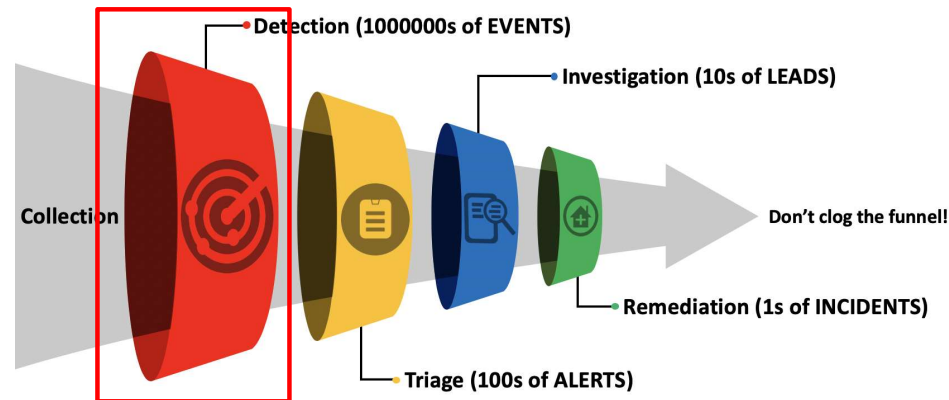 Detection (1000000s of EVENTS)
Investigation (10s of LEADS)
Collection
Don't clog the funnel!
Remediation (1s of INCIDENTS)
Triage (100s of ALERTS)